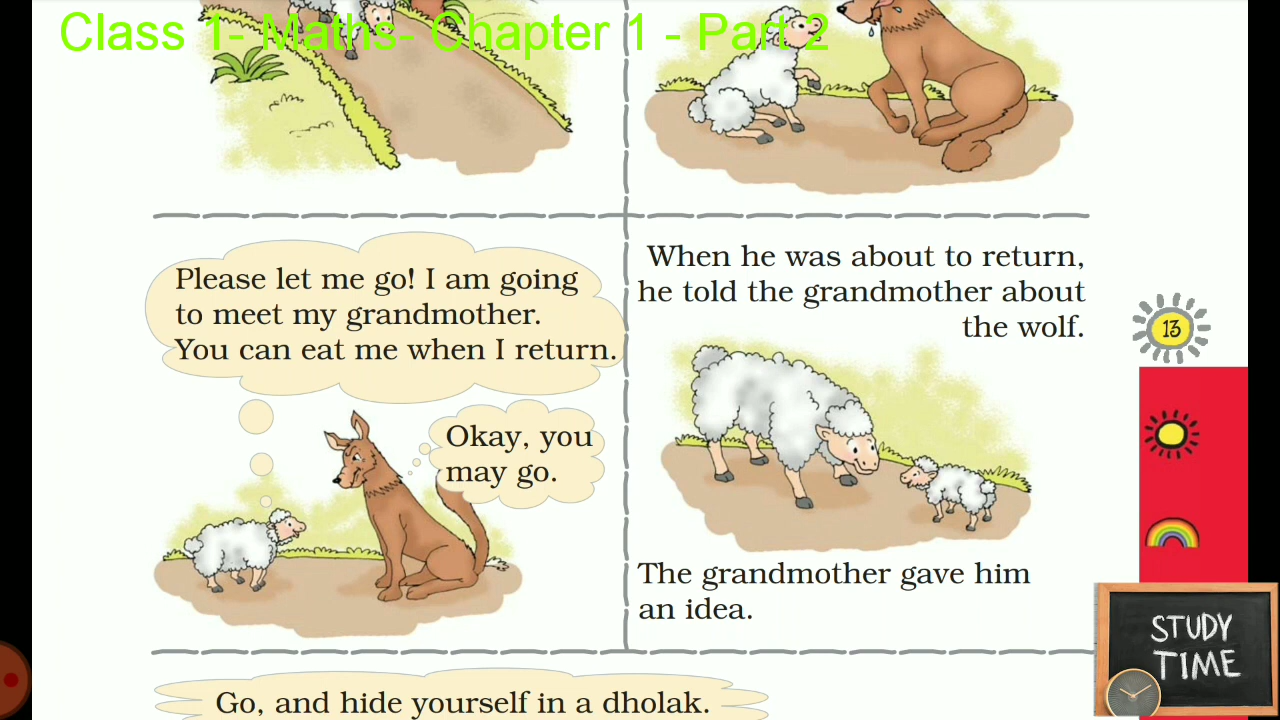 Class 1- Maths- Chapter 1 - Part 2
Please let me go! I am going
to meet my grandmother.
You can eat me when I return.
Okay, you
may go.
When he was about to return,
he told the grandmother about
the wolf.
The grandmother gave him
an idea.
13
STUDY
TIME
Go, and hide yourself in a dholak.